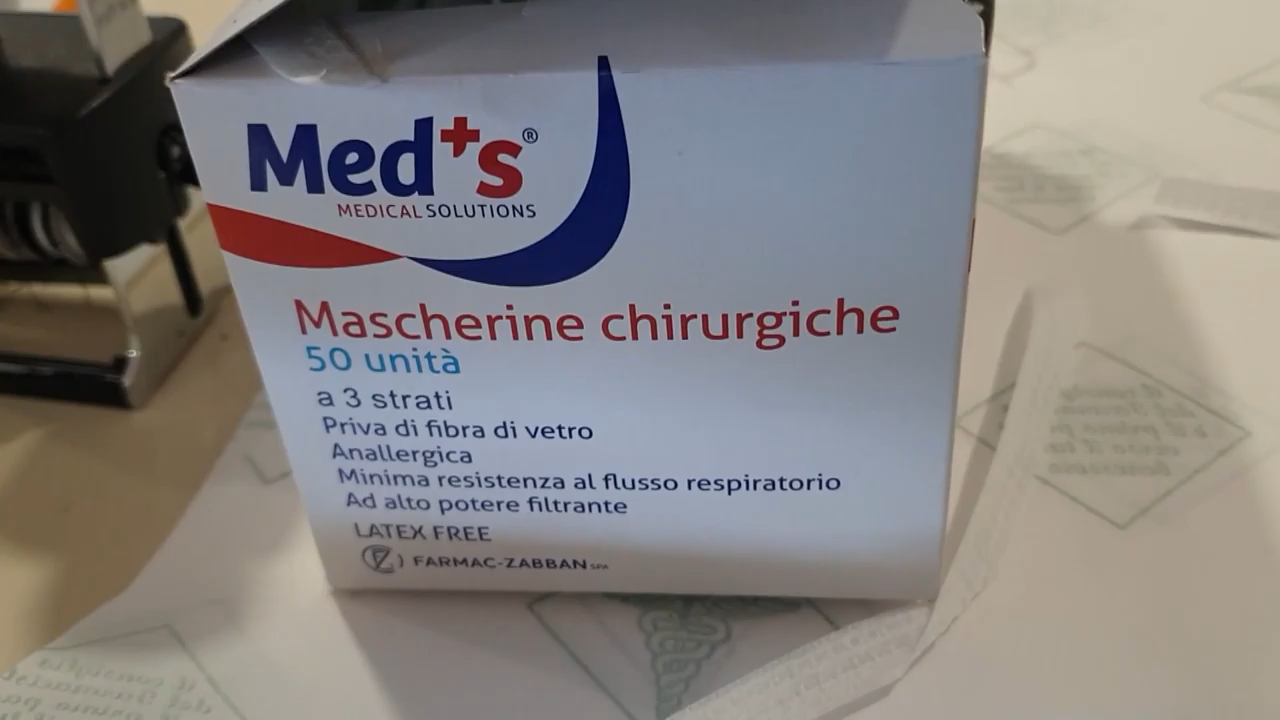 Med+s®
MEDICAL SOLUTIONS
Mascherine chirurgiche
50 unità
a 3 strati
Priva di fibra di vetro
Anallergica
Minima resistenza al flusso respiratorio
Ad alto potere filtrante
LATEX FREE
FARMAC-ZABBAN SPA